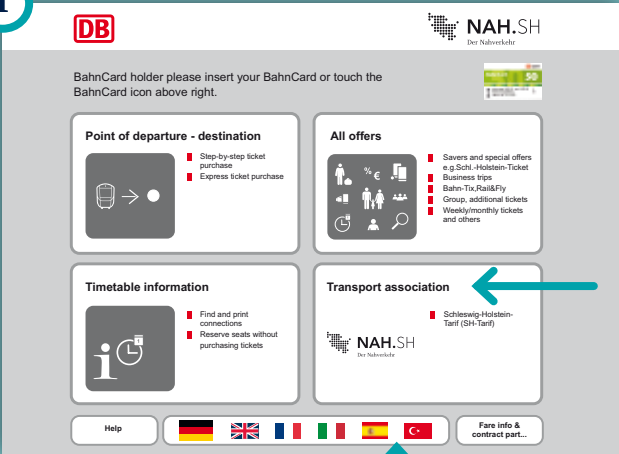 DB
NAH.SH
Der Nahverkehr
BahnCard holder please insert your BahnCard or touch the
BahnCard icon above right.
50
Point of departure - destination
Step-by-step ticket
purchase
Express ticket purchase
All offers
% €
Savers and special offers
e.g.Schl.-Holstein-Ticket
Business trips
Bahn-Tix,Rail&Fly
Group, additional tickets
Weekly/monthly tickets
and others
Timetable information
Find and print
connections
Reserve seats without
purchasing tickets
i
Transport association
Schleswig-Holstein-
Tarif (SH-Tarif)
NAH.SH
Der Nahverkehr
Help
Fare info &
contract part...